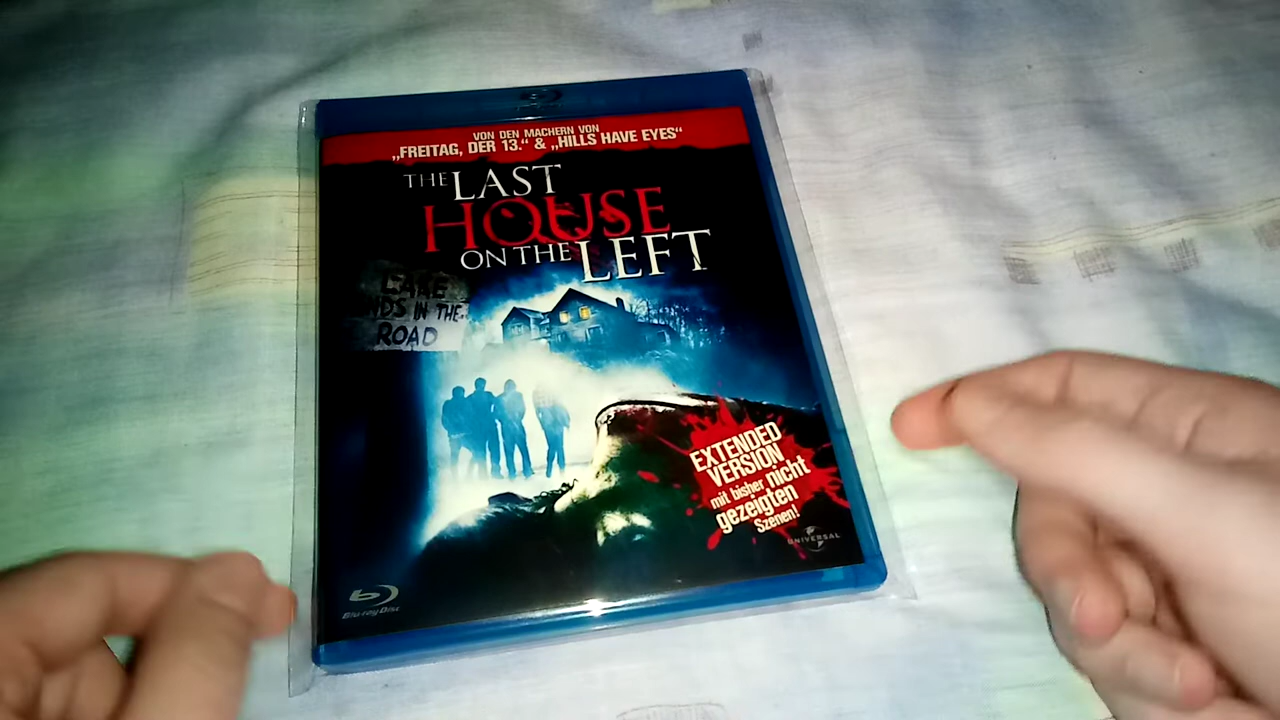 VON DEN MACHERN VON
„FREITAG, DER 13.“ & „HILLS HAVE EYES“
THE LAST
HOUSE
ON THE LEFT
LAKE
NDS IN THE
ROAD
EXTENDED
VERSION
mit bisher nicht
gezeigten
Szenen!
UNIVERSAL
Blu-ray Disc